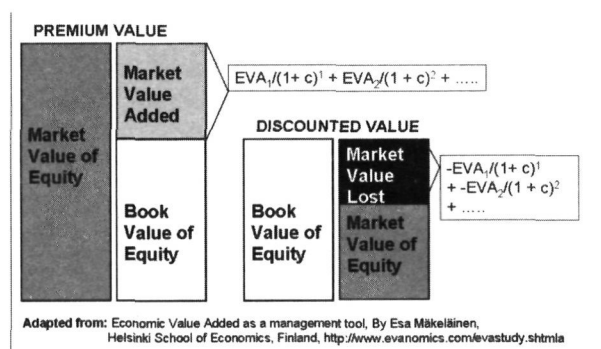 PREMIUM VALUE
Market
Value
Added
EVA₁/(1+ c)¹ + EVA₂/(1 + c)² + .....
Market
Value of
Equity
Book
Value of
Equity
DISCOUNTED VALUE
Market
Value
Lost
-EVA₁/(1+ c)¹
+ -EVA₂/(1 + c)²
+ .....
Book
Value of
Equity
Market
Value of
Equity
Adapted from: Economic Value Added as a management tool, By Esa Mäkeläinen,
Helsinki School of Economics, Finland, http://www.evanomics.com/evastudy.shtmla